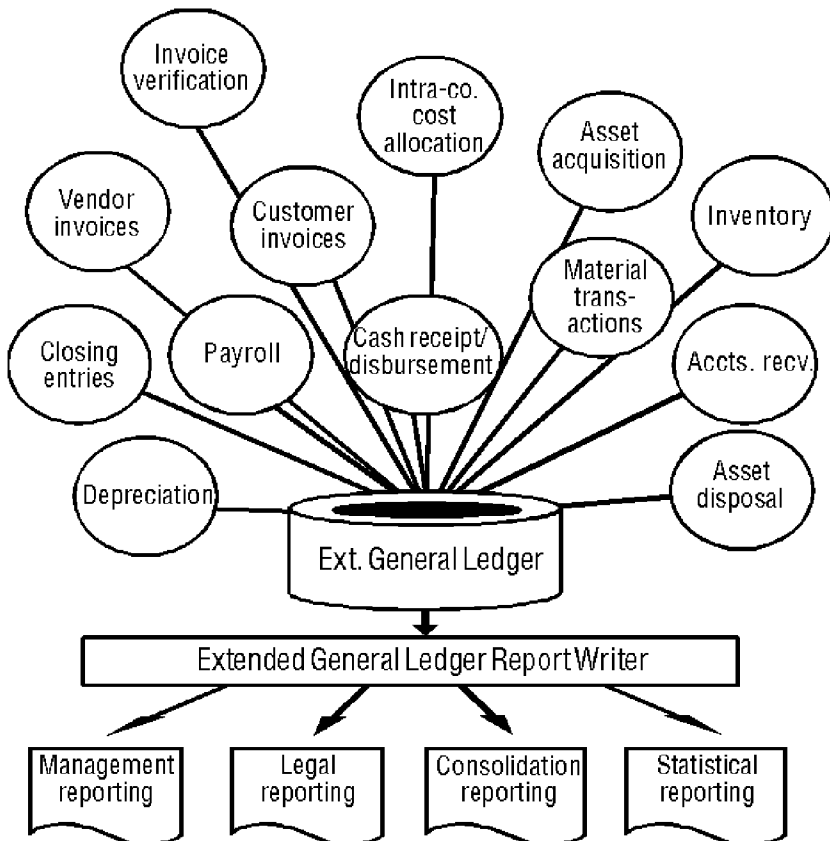 Invoice
verification
Intra-co.
cost
allocation
Asset
acquisition
Vendor
invoices
Customer
invoices
Inventory
Material
trans-
actions
Closing
entries
Payroll
Cash receipt/
disbursement
Accts. recv.
Depreciation
Asset
disposal
Ext. General Ledger
Extended General Ledger Report Writer
Management
reporting
Legal
reporting
Consolidation
reporting
Statistical
reporting